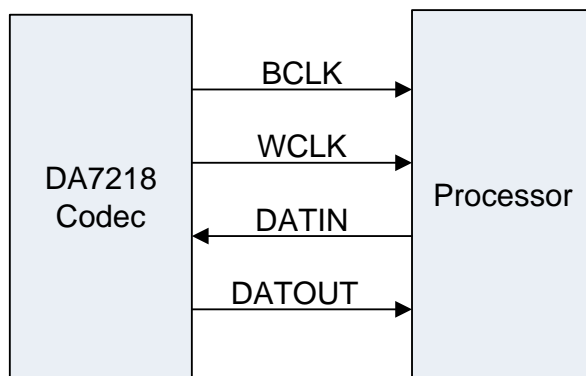 BCLK
WCLK
DA7218
Codec
Processor
DATIN
DATOUT